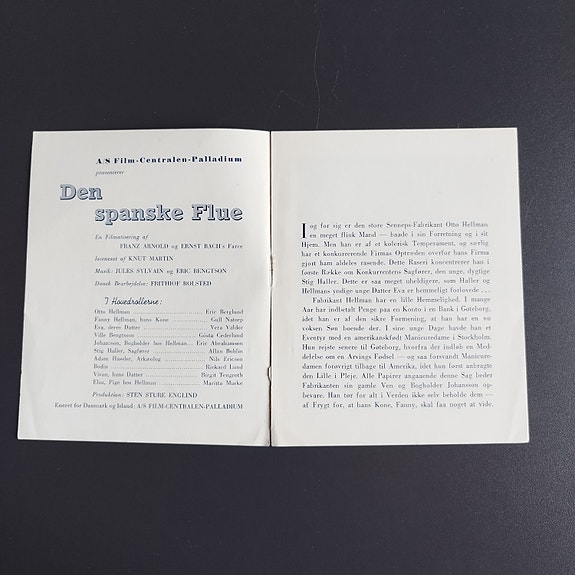 A/S Film-Centralen-Palladium
præsenterer
Den
spanske Flue
En Filmatisering af
FRANZ ARNOLD og ERNST BACH's Farce
Iscenesat af KNUT MARTIN
Musik: JULES SYLVAIN og ERIC BENGTSON
Dansk Bearbejdelse: FRITHIOF BOLSTED
I Hovedrollerne:
Otto Hellman ........ Eric Berglund
Fanny Hellman, hans Kone ........ Gull Natorp
Eva, deres Datter ........ Vera Valdor
Ville Bengtsson ........ Gösta Cederlund
Johansson, Bogholder hos Hellman ... Eric Abrahamson
Stig Haller, Sagfører ........ Allan Bohlin
Adam Hassler, Arkæolog ........ Nils Ericson
Bodin ........ Rickard Lund
Vivan, hans Datter ........ Birgit Tengroth
Elsa, Pige hos Hellman ........ Maritta Marke
Produktion: STEN STURE ENGLIND
Eneret for Danmark og Island: A/S FILM-CENTRALEN-PALLADIUM
I og for sig er den store Senneps-Fabrikant Otto Hellman
en meget flink Mand — baade i sin Forretning og i sit
Hjem. Men han er af et kolerisk Temperament, og særlig
har et konkurrerende Firmas Optræden overfor hans Firma
gjort ham aldeles rasende. Dette Raseri koncentrerer han i
første Række om Konkurrentens Sagfører, den unge, dygtige
Stig Haller. Dette er saa meget uheldigere, som Haller og
Hellmans yndige unge Datter Eva er hemmeligt forlovede . . .
Fabrikant Hellman har en lille Hemmelighed. I mange
Aar har han indbetalt Penge paa en Konto i en Bank i Gøteborg,
idet han er af den sikre Formening, at han har en nu
voksen Søn boende der. I sine unge Dage havde han et
Eventyr med en amerikanskfødt Manicuredame i Stockholm.
Hun rejste senere til Gøteborg, hvorfra der indløb en Med-
delelse om en Arvings Fødsel — og saa forsvandt Manicure-
damen forøvrigt tilbage til Amerika, idet hun først anbragte
den Lille i Pleje. Alle Papirer angaaende denne Sag beder
Fabrikanten sin gamle Ven og Bogholder Johansson op-
bevare. Han tør for alt i Verden ikke selv beholde dem —
af Frygt for, at hans Kone, Fanny, skal faa noget at vide.